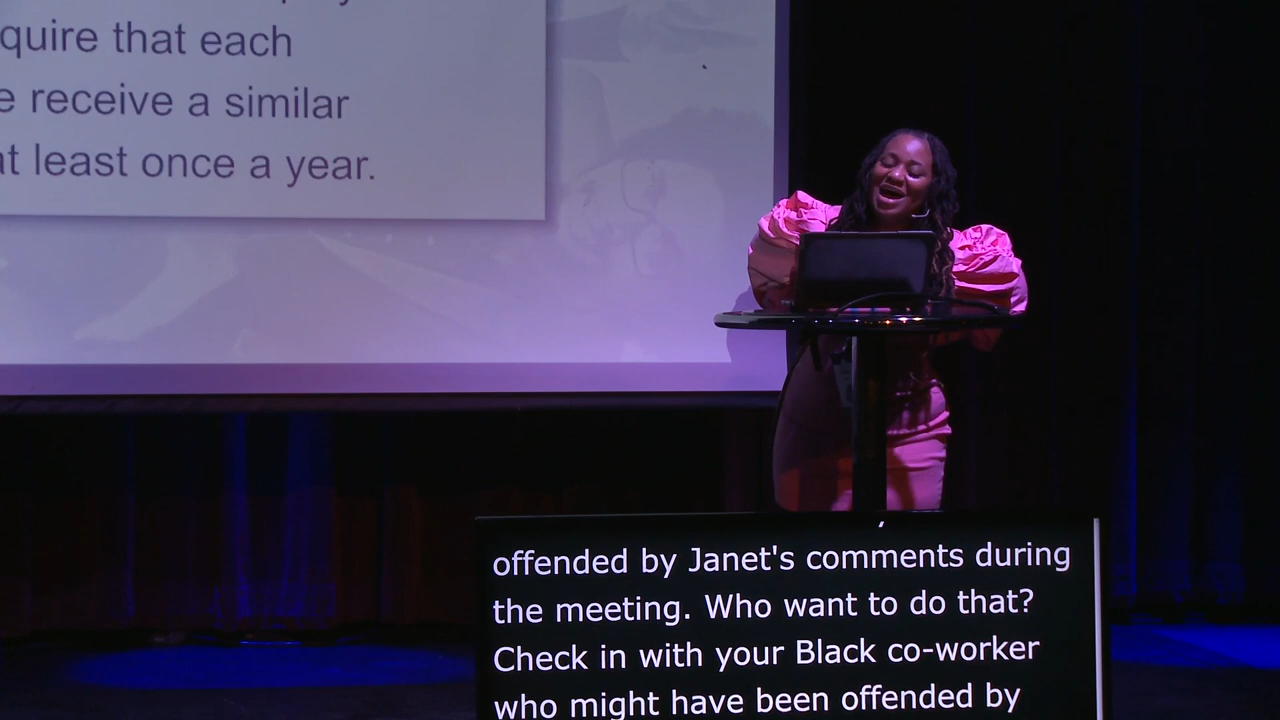 quire that each
e receive a similar
at least once a year.
offended by Janet's comments during
the meeting. Who want to do that?
Check in with your Black co-worker
who might have been offended by